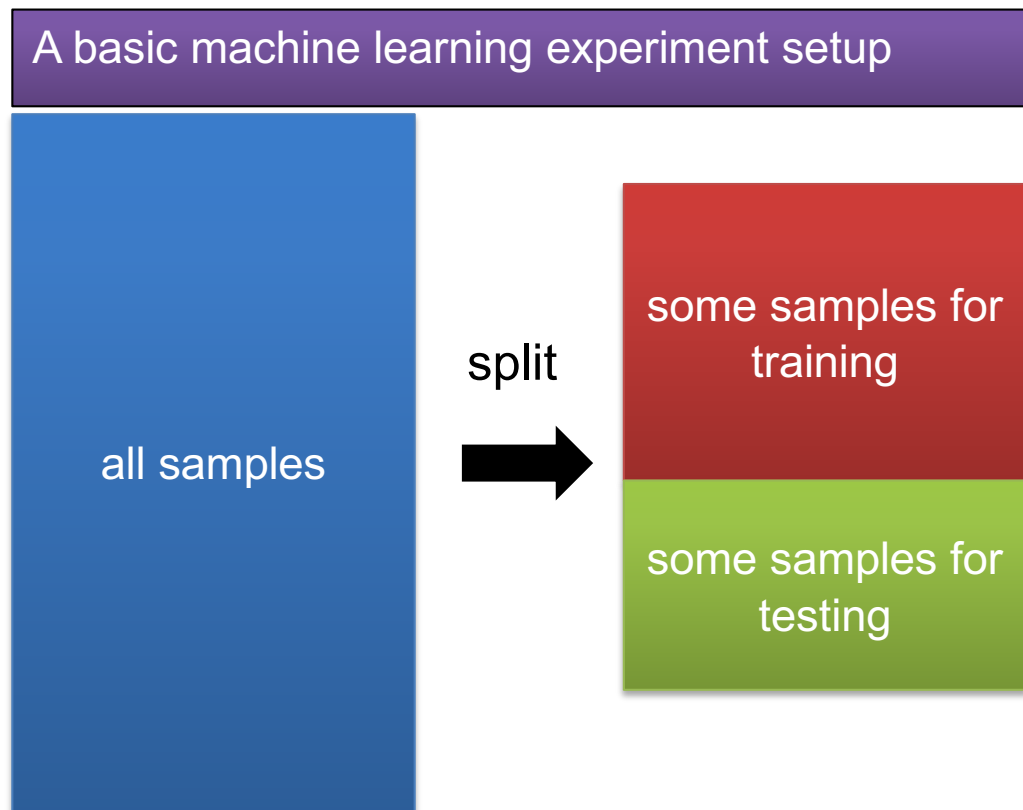 A basic machine learning experiment setup
all samples
split
some samples for
training
some samples for
testing